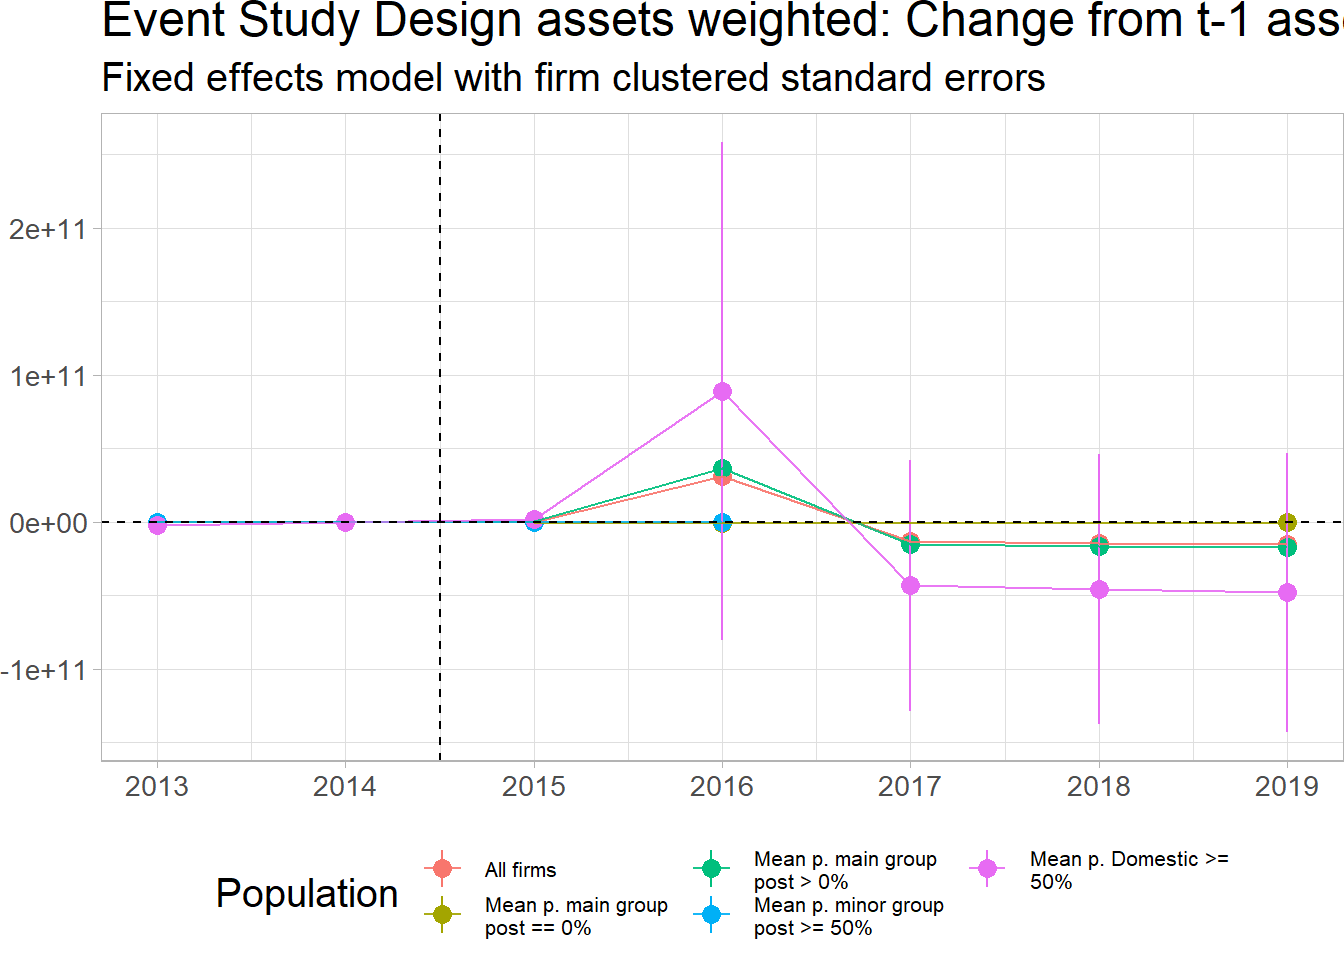 Event Study Design assets weighted: Change from t-1
Fixed effects model with firm clustered standard errors
2e+11
1e+11
0e+00
-1e+11
2013 2014 2015 2016 2017 2018 2019
Population
All firms
Mean p. main group
post == 0%
Mean p. main group
post > 0%
Mean p. minor group
post >= 50%
Mean p. Domestic >=
50%